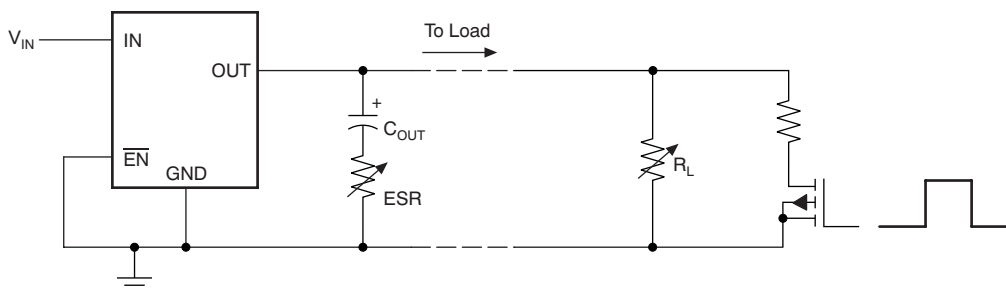 To Load
V_IN
IN
OUT
+
C_OUT
EN
GND
ESR
R_L